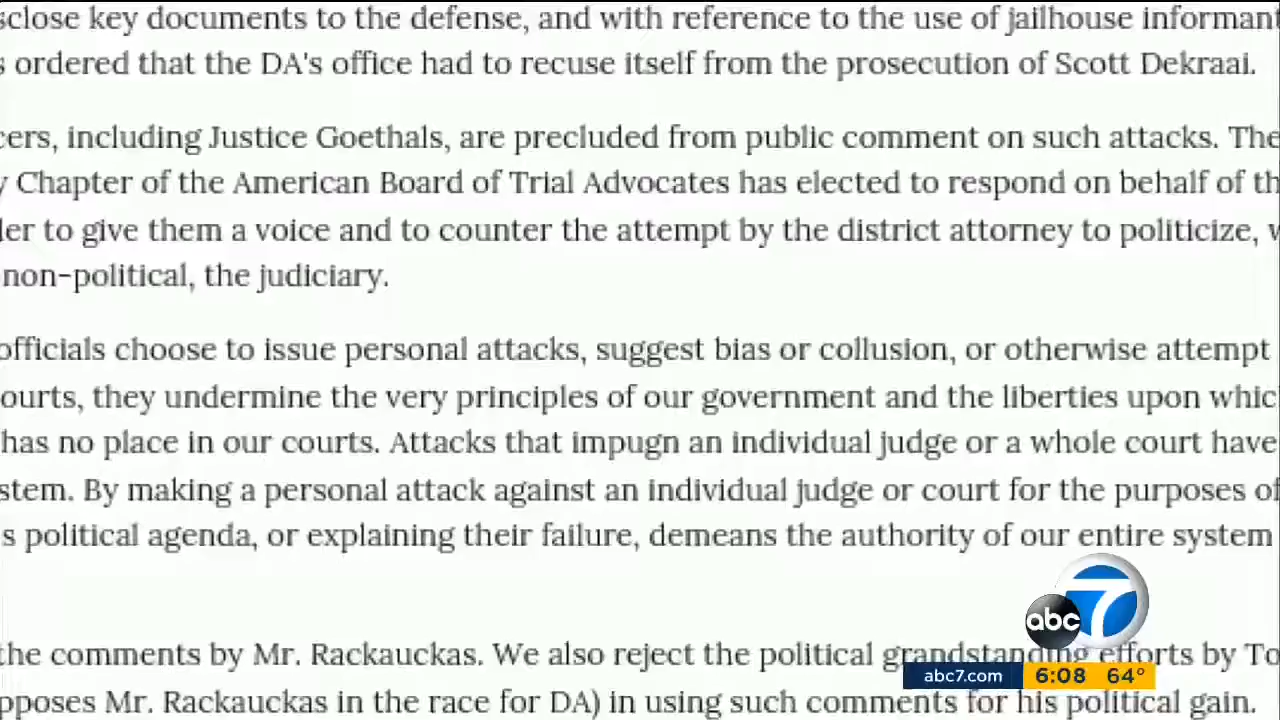 sclose key documents to the defense, and with reference to the use of jailhouse informant
s ordered that the DA's office had to recuse itself from the prosecution of Scott Dekraai.
cers, including Justice Goethals, are precluded from public comment on such attacks. The
y Chapter of the American Board of Trial Advocates has elected to respond on behalf of th
ler to give them a voice and to counter the attempt by the district attorney to politicize, w
non-political, the judiciary.
officials choose to issue personal attacks, suggest bias or collusion, or otherwise attempt
ourts, they undermine the very principles of our government and the liberties upon whic
has no place in our courts. Attacks that impugn an individual judge or a whole court have
stem. By making a personal attack against an individual judge or court for the purposes of
s political agenda, or explaining their failure, demeans the authority of our entire system
the comments by Mr. Rackauckas. We also reject the political grandstanding efforts by To
pposes Mr. Rackauckas in the race for DA) in using such comments for his political gain.
abc 7
abc7.com 6:08 64°